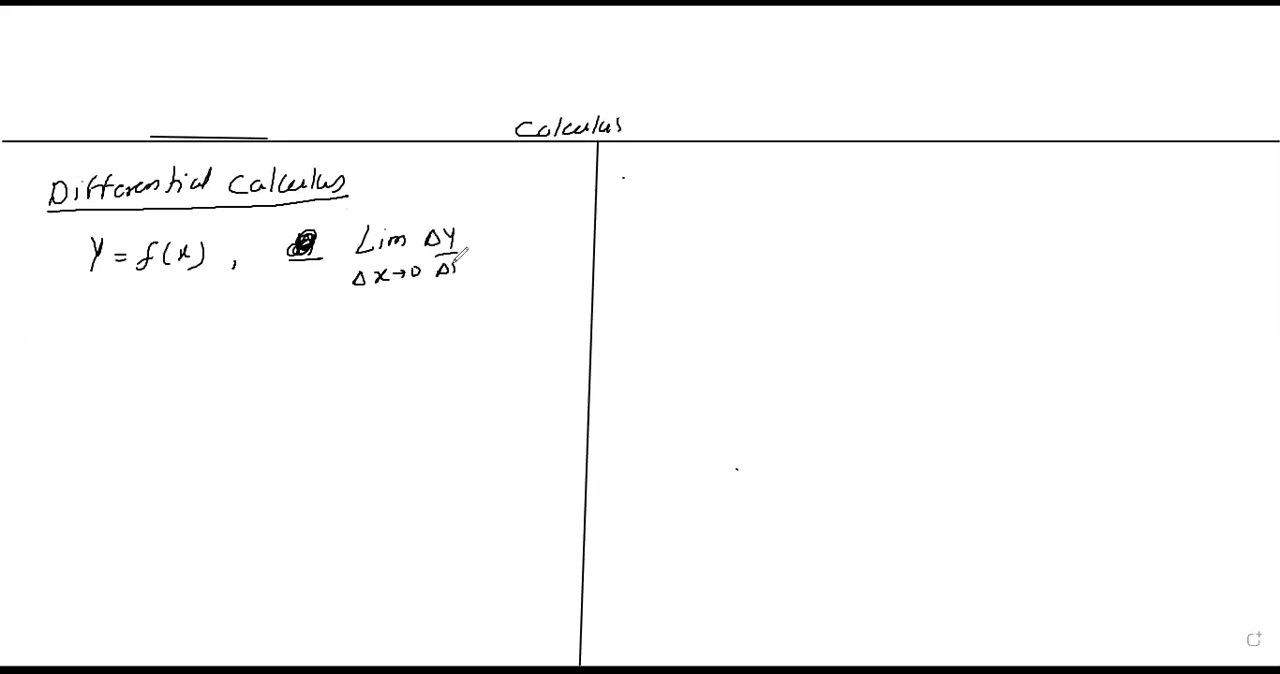 Calculus
Differential Calculus
Y = f(x) , Lim ΔY
Δx→0 Δ